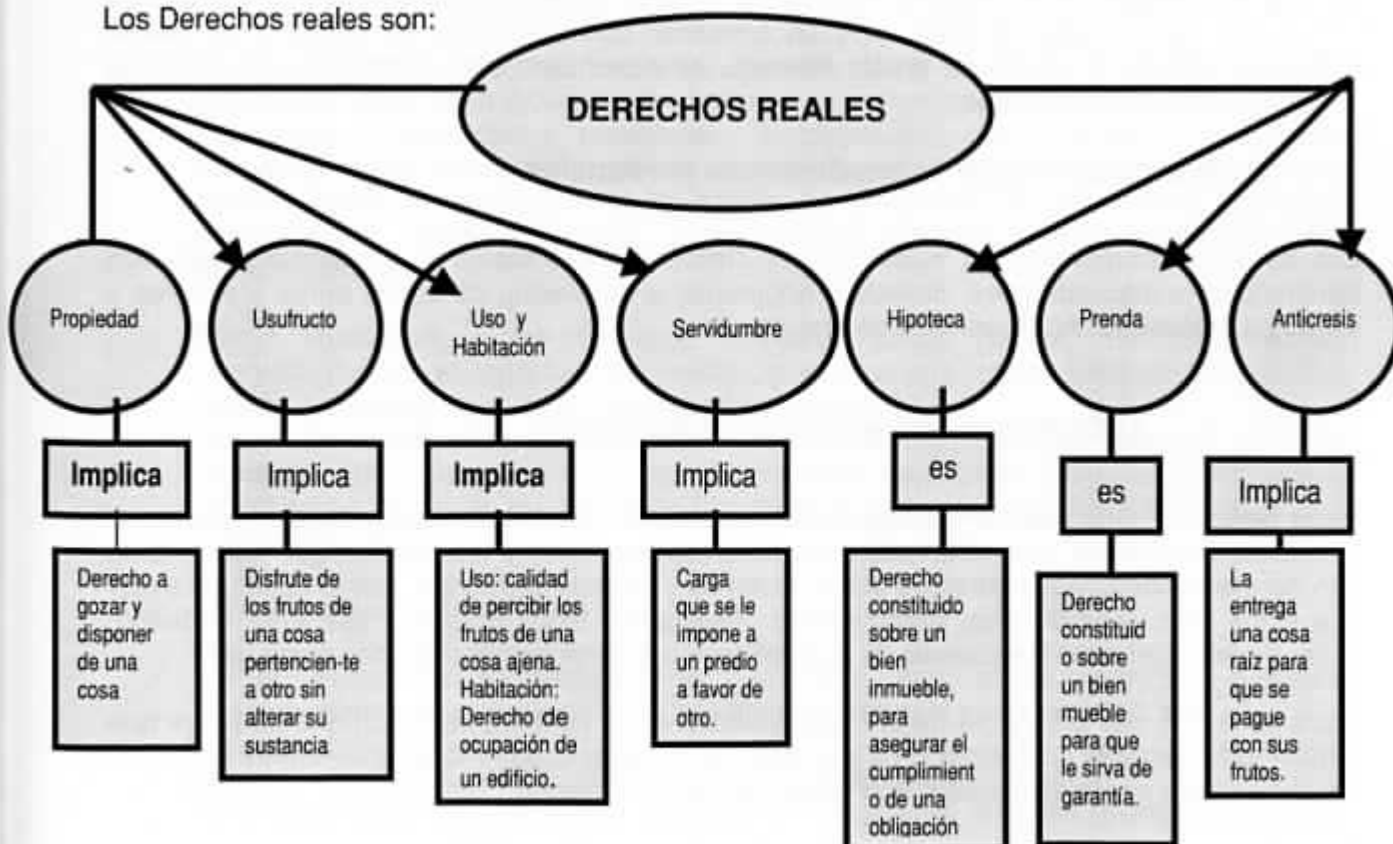 Los Derechos reales son:
DERECHOS REALES
Propiedad
Usufructo
Uso y
Habitación
Servidumbre
Hipoteca
Prenda
Anticresis
Implica
Implica
Implica
Implica
es
es
Implica
Derecho a
gozar y
disponer
de una
cosa
Disfrute de
los frutos de
una cosa
pertencien-te
a otro sin
alterar su
sustancia
Uso: calidad
de percibir los
frutos de una
cosa ajena.
Habitación:
Derecho de
ocupación de
un edificio.
Carga
que se le
impone a
un predio
a favor de
otro.
Derecho
constituido
sobre un
bien
inmueble,
para
asegurar el
cumplimient
o de una
obligación
Derecho
constituid
o sobre
un bien
mueble
para que
le sirva de
garantía.
La
entrega
una cosa
raíz para
que se
pague
con sus
frutos.